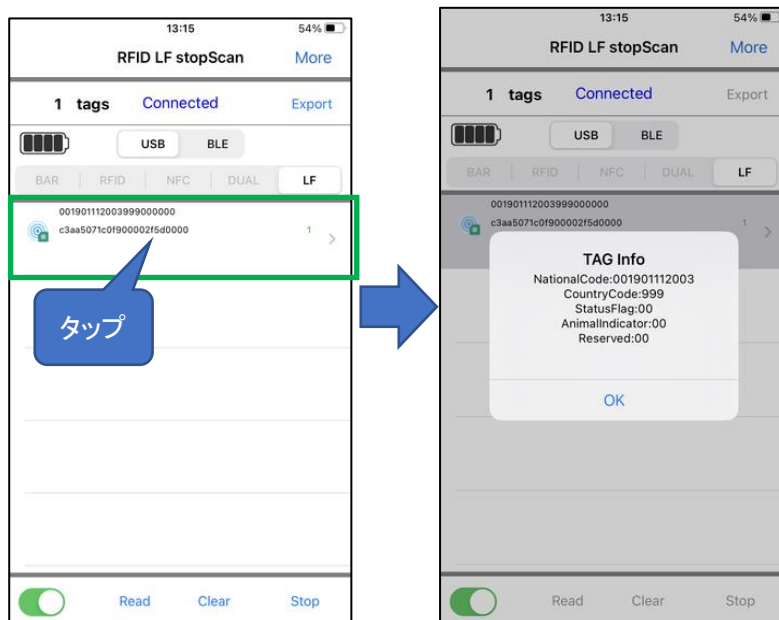 13:15 54%
RFID LF stopScan More
1 tags Connected Export
USB BLE
BAR RFID NFC DUAL LF
001901112003999000000
c3aa5071c0f900002f5d0000 1
タップ
Read Clear Stop
13:15 54%
RFID LF stopScan More
1 tags Connected Export
USB BLE
BAR RFID NFC DUAL LF
001901112003999000000
c3aa5071c0f900002f5d0000 1
TAG Info
NationalCode:001901112003
CountryCode:999
StatusFlag:00
AnimalIndicator:00
Reserved:00
OK
Read Clear Stop